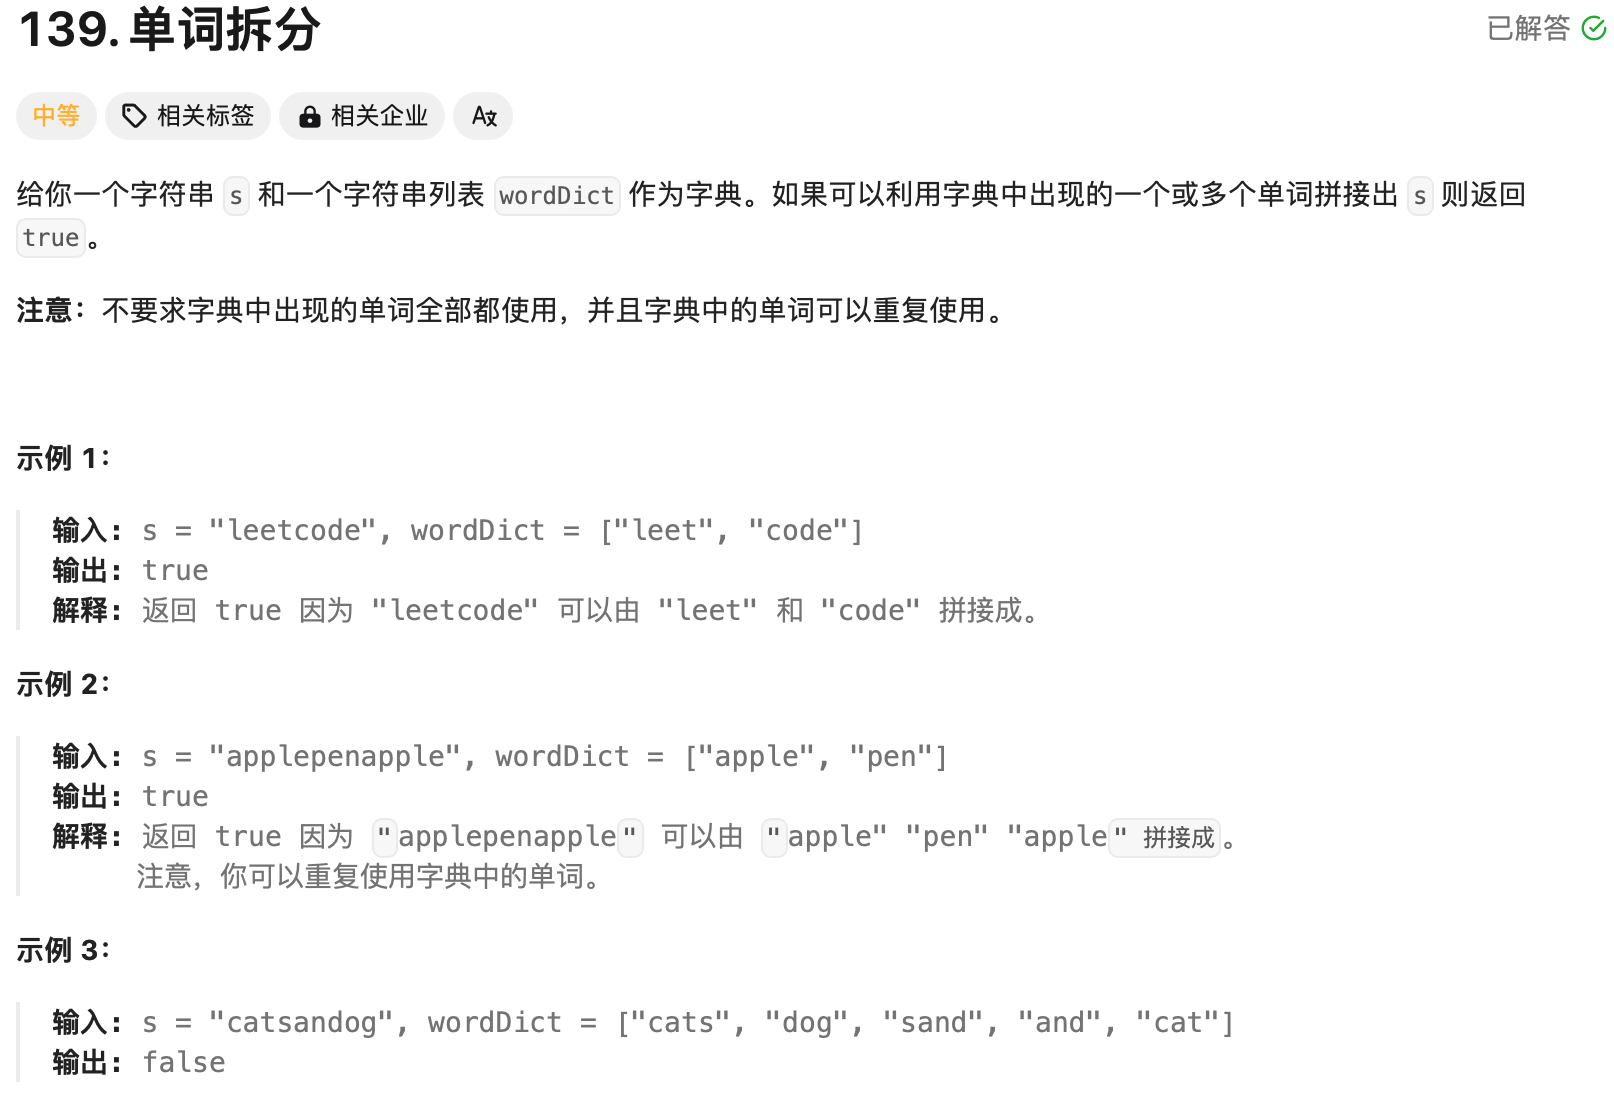 139. 单词拆分
已解答
中等
相关标签
相关企业
给你一个字符串 s 和一个字符串列表 wordDict 作为字典。如果可以利用字典中出现的一个或多个单词拼接出 s 则返回
true。
注意：不要求字典中出现的单词全部都使用，并且字典中的单词可以重复使用。
示例 1：
输入: s = "leetcode", wordDict = ["leet", "code"]
输出: true
解释: 返回 true 因为 "leetcode" 可以由 "leet" 和 "code" 拼接成。
示例 2：
输入: s = "applepenapple", wordDict = ["apple", "pen"]
输出: true
解释: 返回 true 因为 "applepenapple" 可以由 "apple" "pen" "apple" 拼接成。
注意，你可以重复使用字典中的单词。
示例 3：
输入: s = "catsandog", wordDict = ["cats", "dog", "sand", "and", "cat"]
输出: false